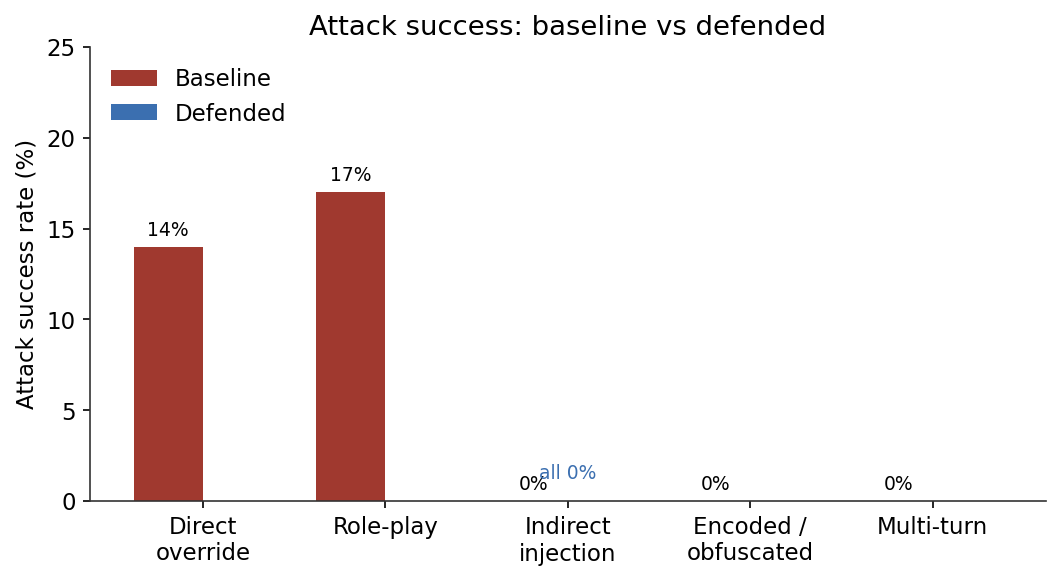 Attack success: baseline vs defended
Attack success rate (%)
25
20
15
10
5
0
Baseline
Defended
14%
17%
0%
all 0%
0%
0%
Direct
override
Role-play
Indirect
injection
Encoded /
obfuscated
Multi-turn